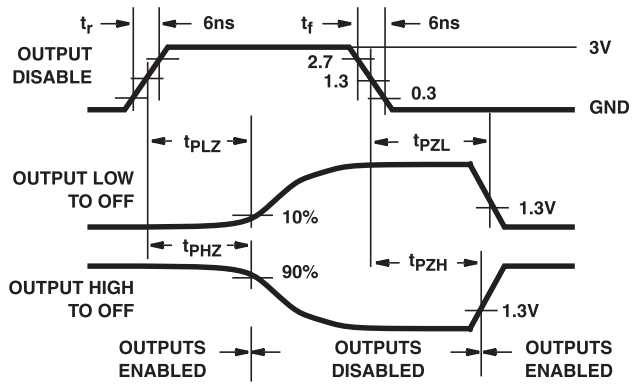 tr 6ns tf 6ns
OUTPUT
DISABLE
2.7
1.3
0.3
3V
GND
tPLZ tPZL
OUTPUT LOW
TO OFF
10%
1.3V
tPHZ
90%
tPZH
OUTPUT HIGH
TO OFF
1.3V
OUTPUTS
ENABLED
OUTPUTS
DISABLED
OUTPUTS
ENABLED